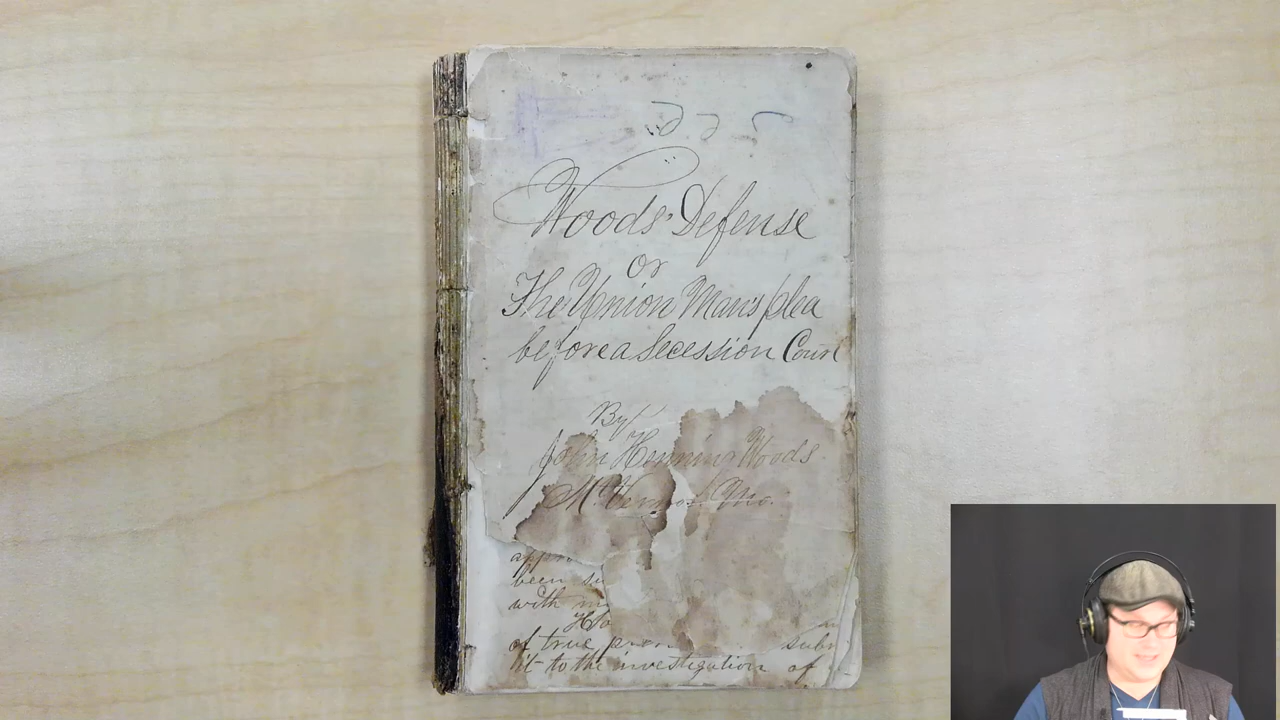 Woods' Defense
Or
The Union Man's plea
before a Secession Court
By
John Henning Woods.
Mt Vernon. Mo.
been
with
of true
it to the investigation of